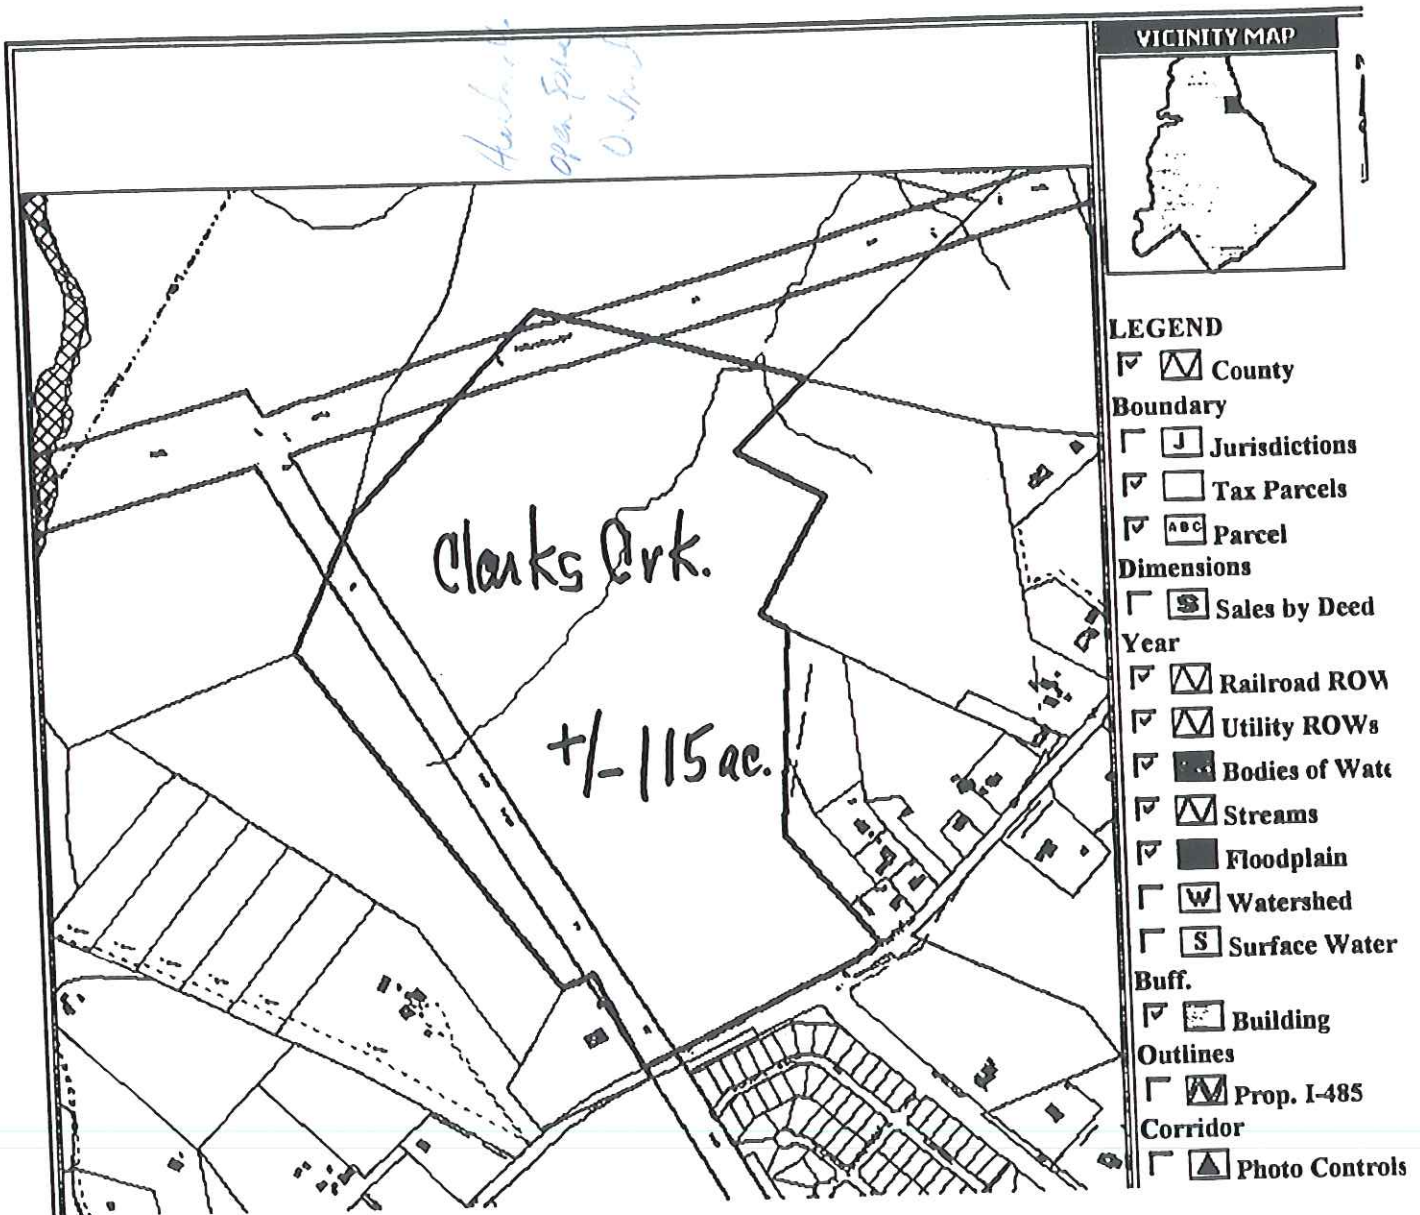 VICINITY MAP
open
Clarks Crk.
+/- 115 ac.
LEGEND
County
Boundary
J Jurisdictions
Tax Parcels
ABC Parcel
Dimensions
S Sales by Deed
Year
Railroad ROW
Utility ROWs
Bodies of Wate
Streams
Floodplain
W Watershed
S Surface Water
Buff.
Building
Outlines
Prop. I-485
Corridor
Photo Controls